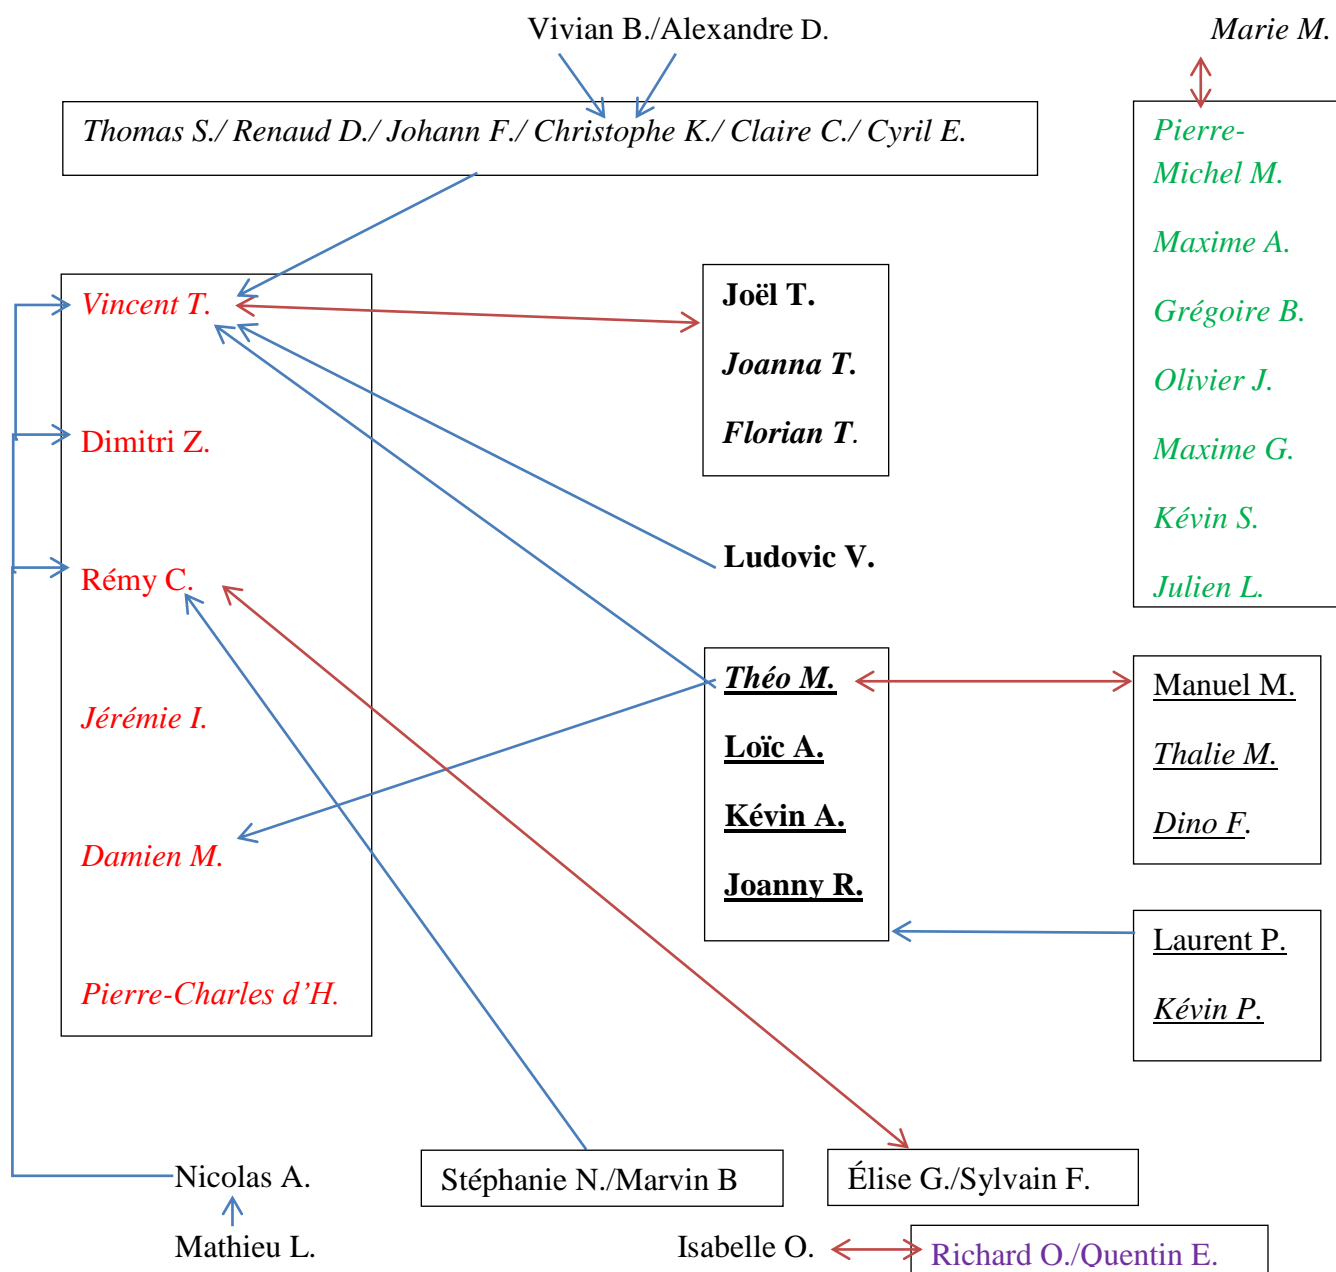 Vivian B./Alexandre D.
Marie M.
Thomas S./ Renaud D./ Johann F./ Christophe K./ Claire C./ Cyril E.
Pierre-
Michel M.
Maxime A.
Grégoire B.
Olivier J.
Maxime G.
Kévin S.
Julien L.
Vincent T.
Dimitri Z.
Rémy C.
Jérémie I.
Damien M.
Pierre-Charles d’H.
Joël T.
Joanna T.
Florian T.
Ludovic V.
Théo M.
Loïc A.
Kévin A.
Joanny R.
Manuel M.
Thalie M.
Dino F.
Laurent P.
Kévin P.
Nicolas A.
Mathieu L.
Stéphanie N./Marvin B
Élise G./Sylvain F.
Isabelle O.
Richard O./Quentin E.